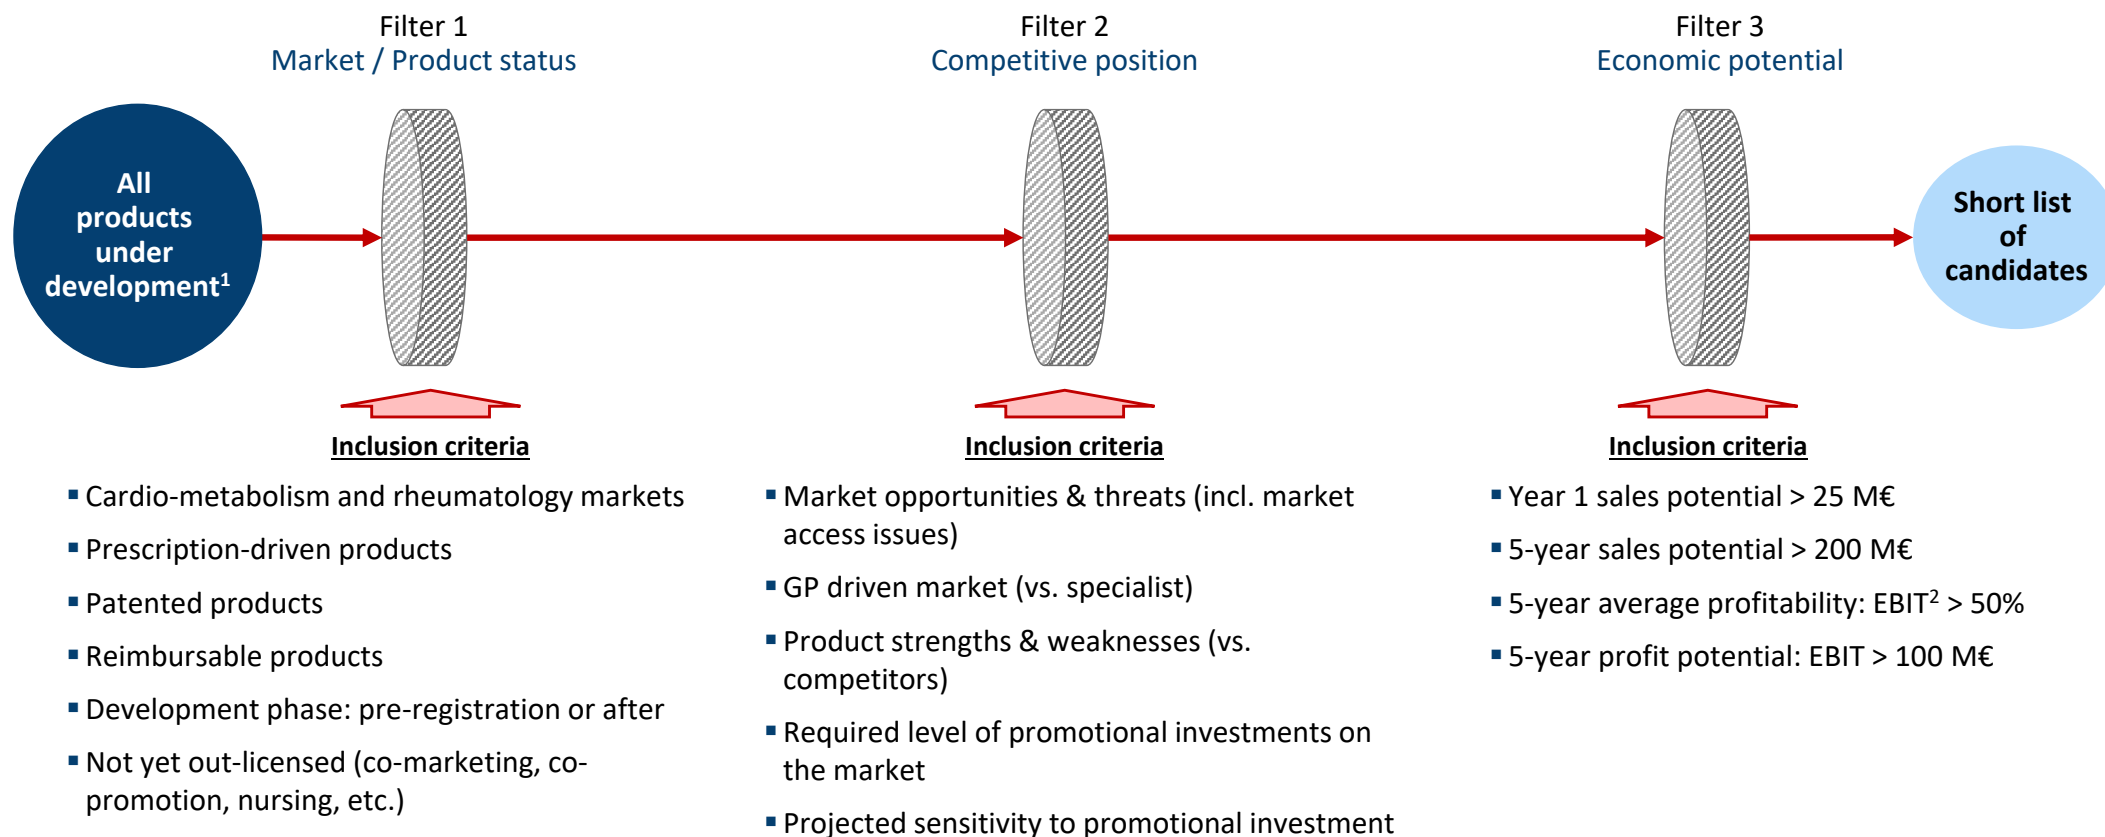 Filter 1
Market / Product status
Filter 2
Competitive position
Filter 3
Economic potential
All
products
under
development¹
Short list
of
candidates
Inclusion criteria
▪ Cardio-metabolism and rheumatology markets
▪ Prescription-driven products
▪ Patented products
▪ Reimbursable products
▪ Development phase: pre-registration or after
▪ Not yet out-licensed (co-marketing, co-
promotion, nursing, etc.)
Inclusion criteria
▪ Market opportunities & threats (incl. market
access issues)
▪ GP driven market (vs. specialist)
▪ Product strengths & weaknesses (vs.
competitors)
▪ Required level of promotional investments on
the market
▪ Projected sensitivity to promotional investment
Inclusion criteria
▪ Year 1 sales potential > 25 M€
▪ 5-year sales potential > 200 M€
▪ 5-year average profitability: EBIT² > 50%
▪ 5-year profit potential: EBIT > 100 M€